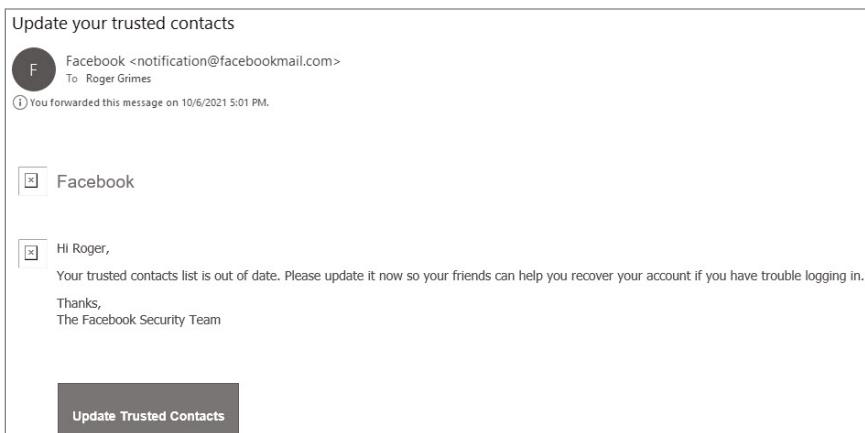 Update your trusted contacts
F
Facebook <notification@facebookmail.com>
To Roger Grimes
i You forwarded this message on 10/6/2021 5:01 PM.
Facebook
Hi Roger,
Your trusted contacts list is out of date. Please update it now so your friends can help you recover your account if you have trouble logging in.
Thanks,
The Facebook Security Team
Update Trusted Contacts